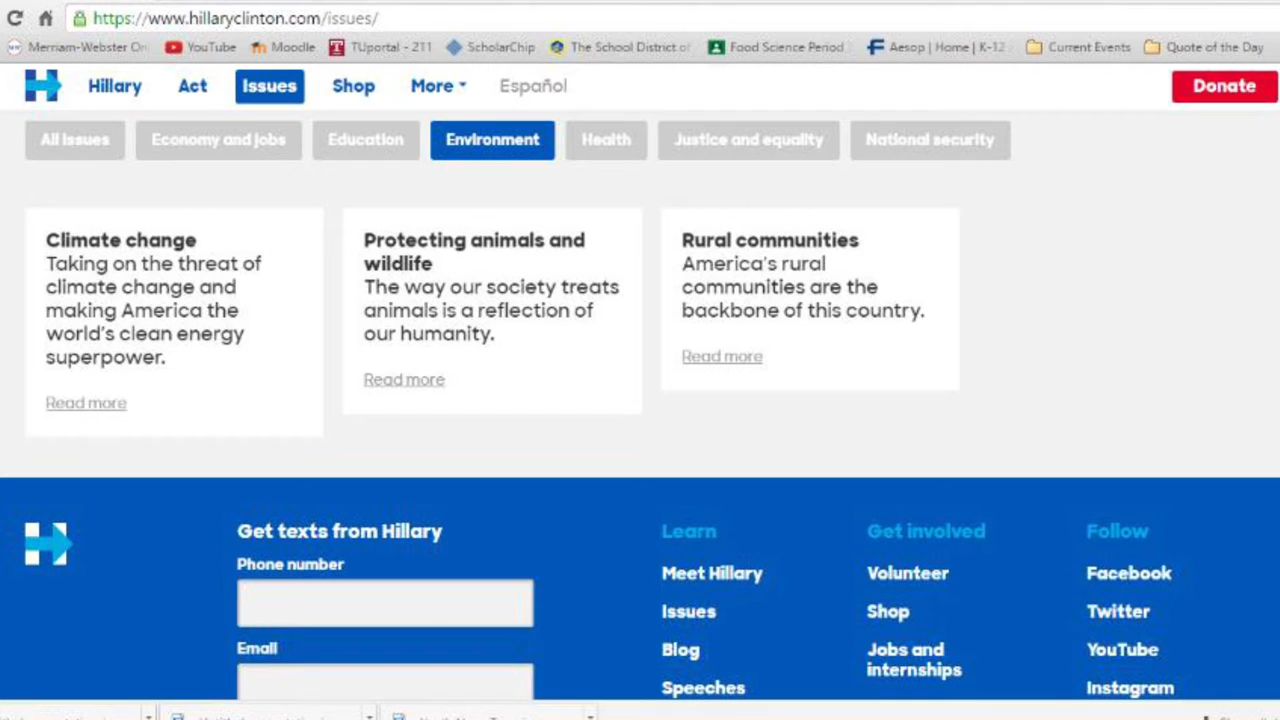 https://www.hillaryclinton.com/issues/
Merriam-Webster On YouTube Moodle TUportal - 211 ScholarChip The School District of Food Science Period Aesop | Home | K-12 Current Events Quote of the Day
Hillary Act Issues Shop More Español Donate
All issues Economy and jobs Education Environment Health Justice and equality National security
Climate change
Taking on the threat of
climate change and
making America the
world's clean energy
superpower.
Read more
Protecting animals and
wildlife
The way our society treats
animals is a reflection of
our humanity.
Read more
Rural communities
America's rural
communities are the
backbone of this country.
Read more
Get texts from Hillary
Phone number
Email
Learn
Meet Hillary
Issues
Blog
Speeches
Get involved
Volunteer
Shop
Jobs and
internships
Follow
Facebook
Twitter
YouTube
Instagram